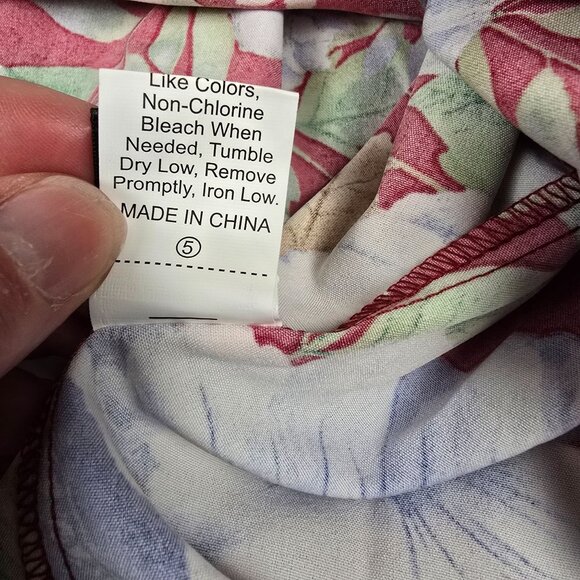 Like Colors,
Non-Chlorine
Bleach When
Needed, Tumble
Dry Low, Remove
Promptly, Iron Low.
MADE IN CHINA
5